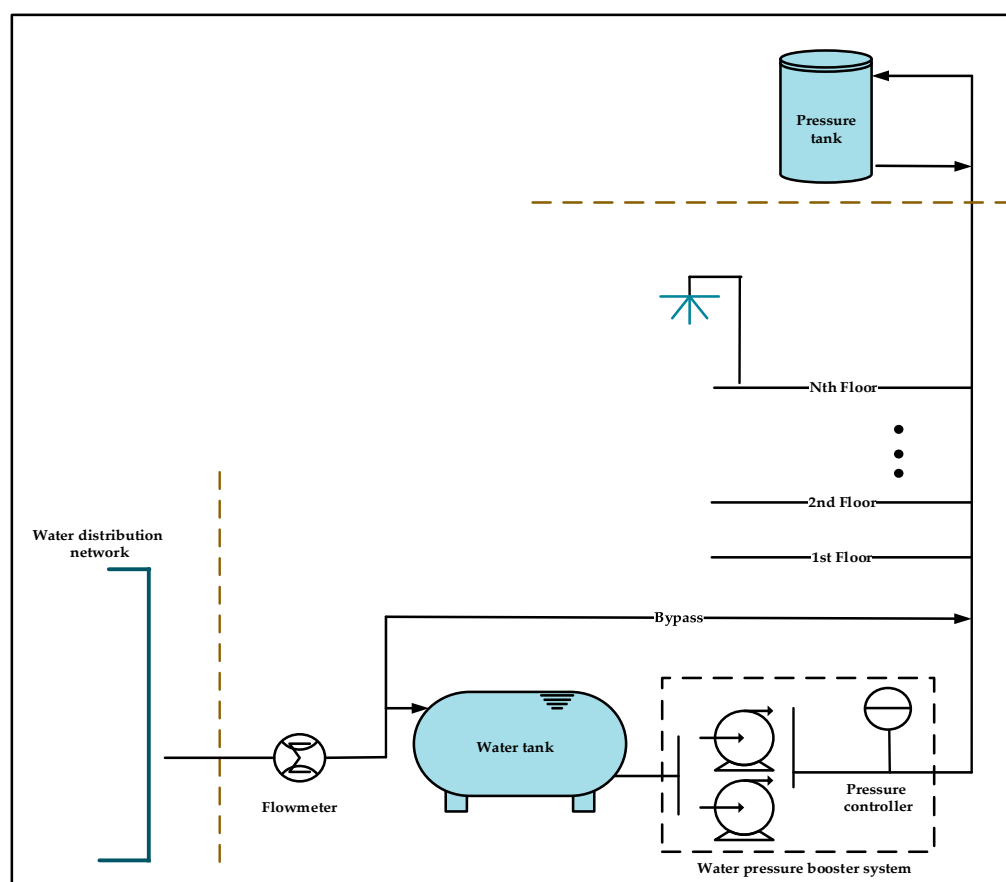 Pressure
tank
Nth Floor
2nd Floor
1st Floor
Water distribution
network
Bypass
Water tank
Flowmeter
Pressure
controller
Water pressure booster system